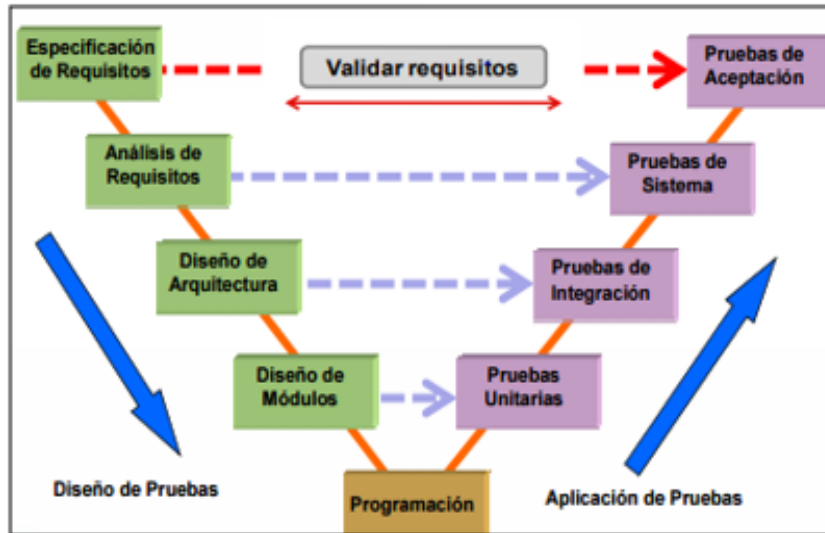 Especificación
de Requisitos
Validar requisitos
Pruebas de
Aceptación
Análisis de
Requisitos
Pruebas de
Sistema
Diseño de
Arquitectura
Pruebas de
Integración
Diseño de
Módulos
Pruebas
Unitarias
Diseño de Pruebas
Programación
Aplicación de Pruebas